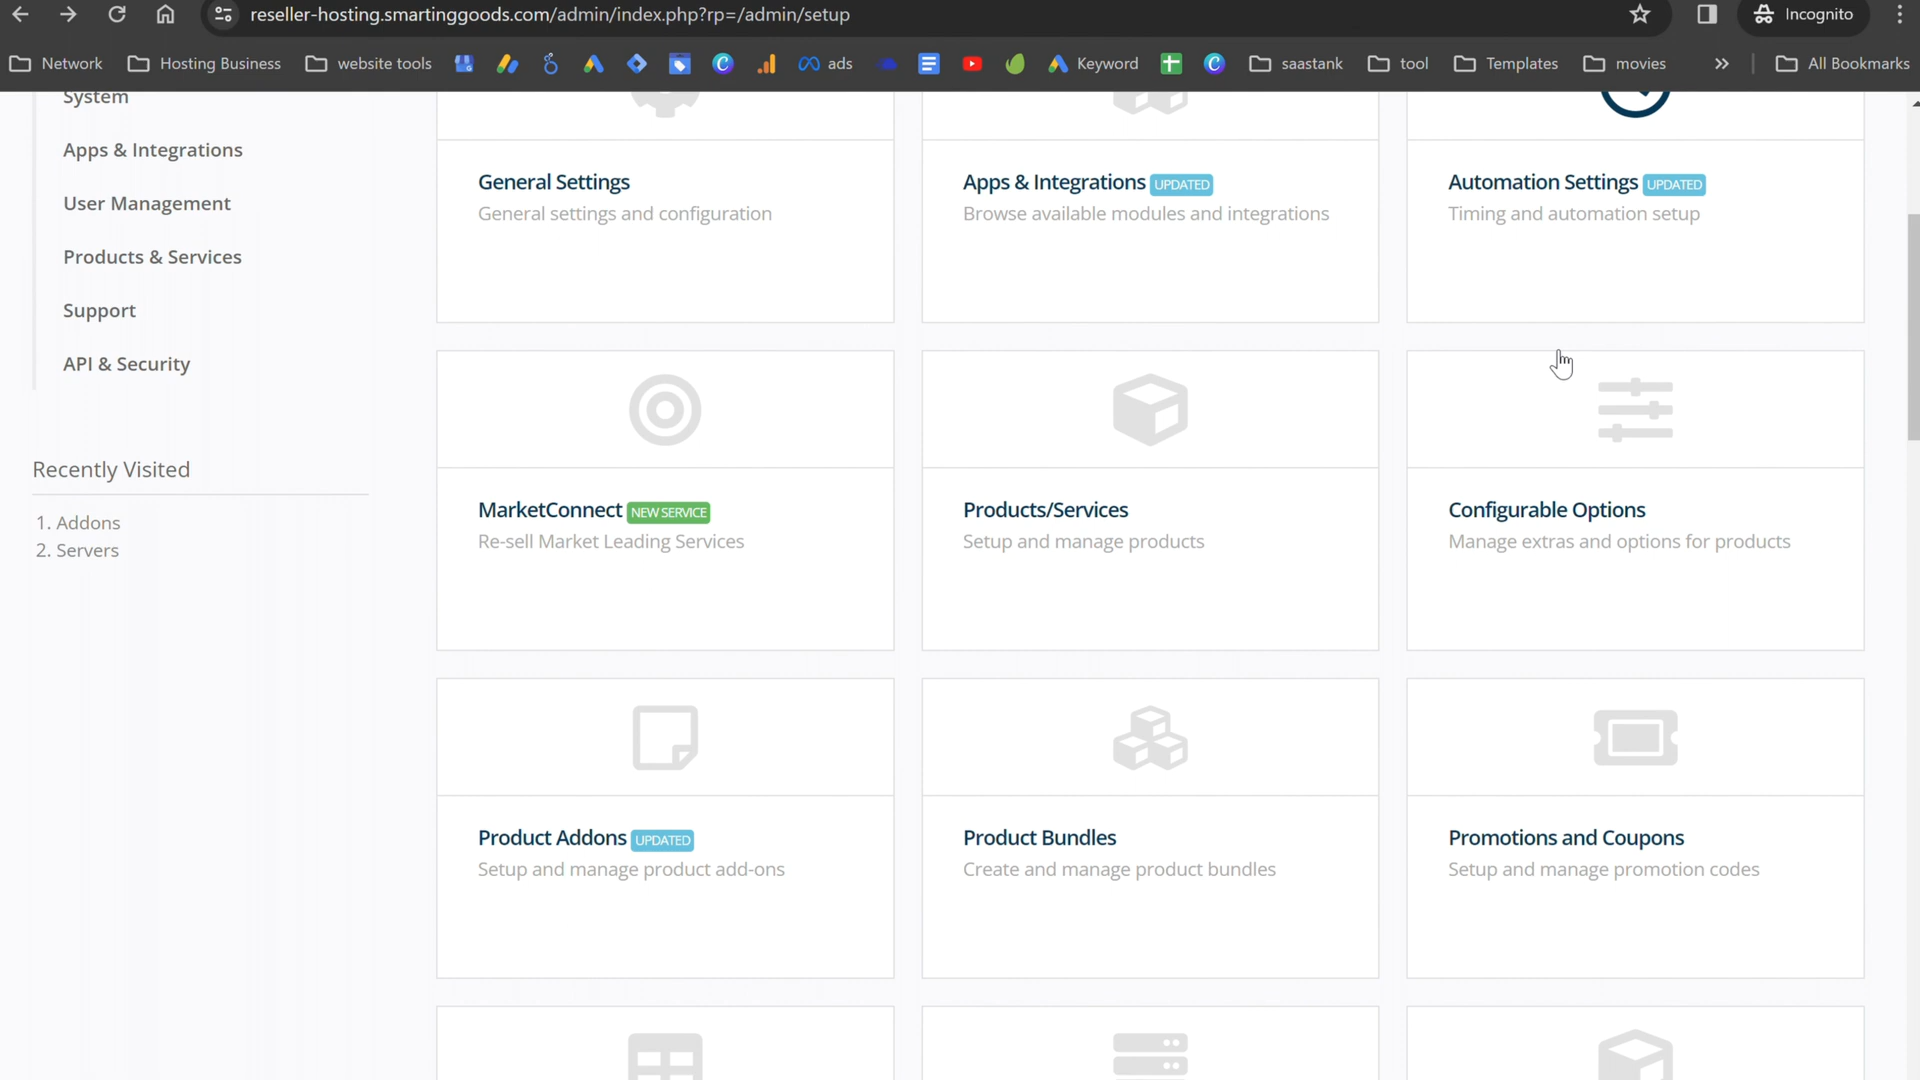 reseller-hosting.smartinggoods.com/admin/index.php?rp=/admin/setup
Incognito
Network
Hosting Business
website tools
ads
Keyword
saastank
tool
Templates
movies
All Bookmarks
System
Apps & Integrations
User Management
Products & Services
Support
API & Security
Recently Visited
1. Addons
2. Servers
General Settings
General settings and configuration
Apps & Integrations UPDATED
Browse available modules and integrations
Automation Settings UPDATED
Timing and automation setup
MarketConnect NEW SERVICE
Re-sell Market Leading Services
Products/Services
Setup and manage products
Configurable Options
Manage extras and options for products
Product Addons UPDATED
Setup and manage product add-ons
Product Bundles
Create and manage product bundles
Promotions and Coupons
Setup and manage promotion codes